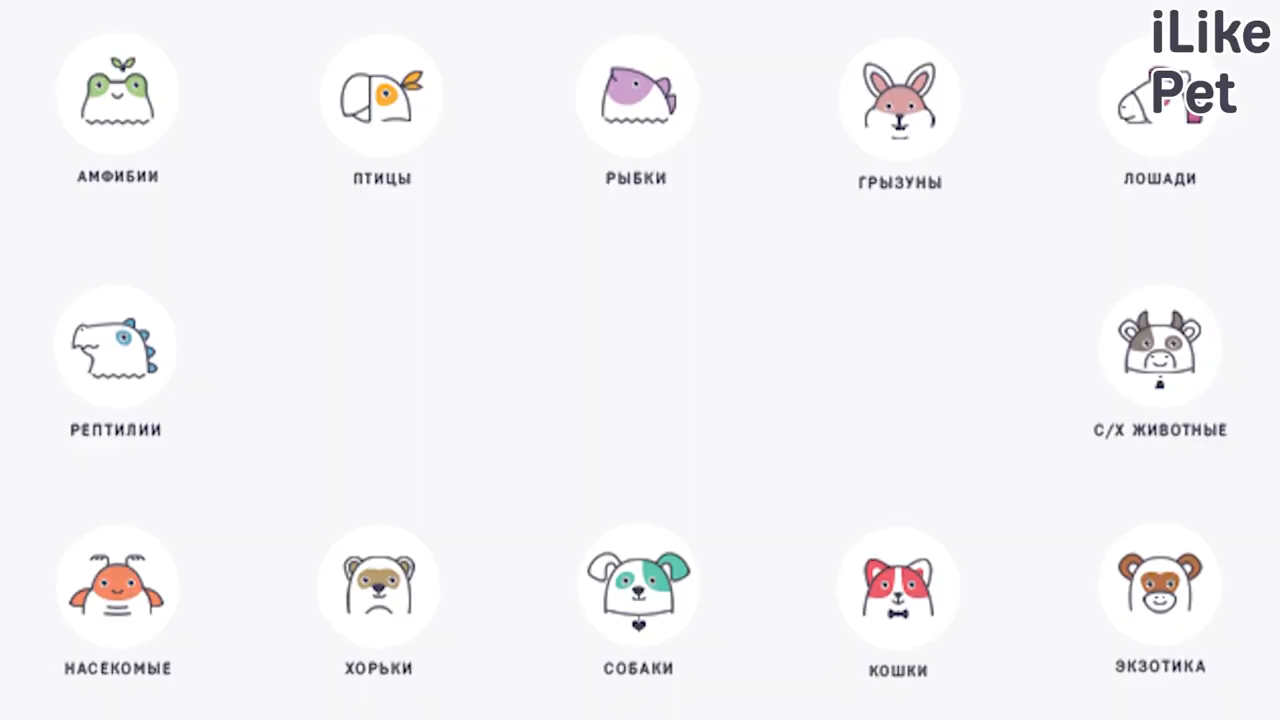 iLike
Pet
АМФИБИИ
ПТИЦЫ
РЫБКИ
ГРЫЗУНЫ
ЛОШАДИ
РЕПТИЛИИ
С/Х ЖИВОТНЫЕ
НАСЕКОМЫЕ
ХОРЬКИ
СОБАКИ
КОШКИ
ЭКЗОТИКА